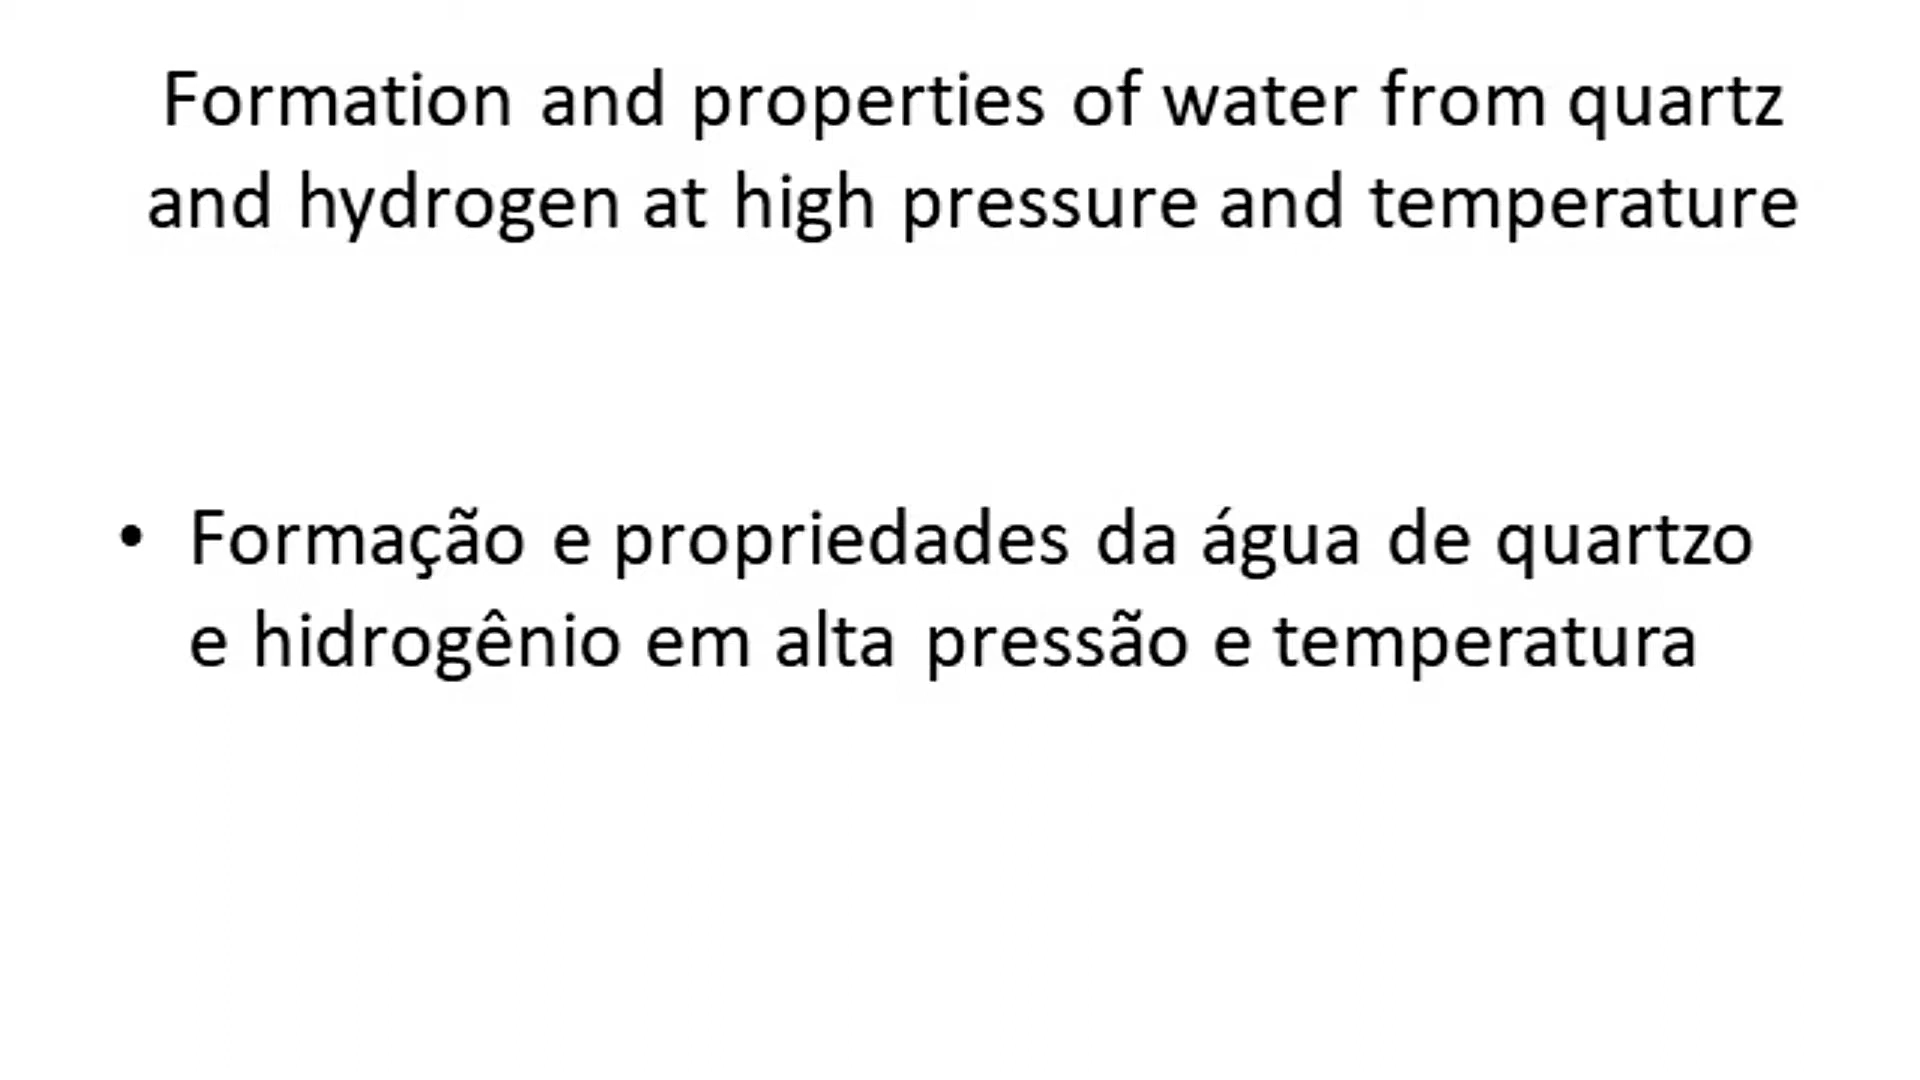 Formation and properties of water from quartz
and hydrogen at high pressure and temperature
• Formação e propriedades da água de quartzo
e hidrogênio em alta pressão e temperatura